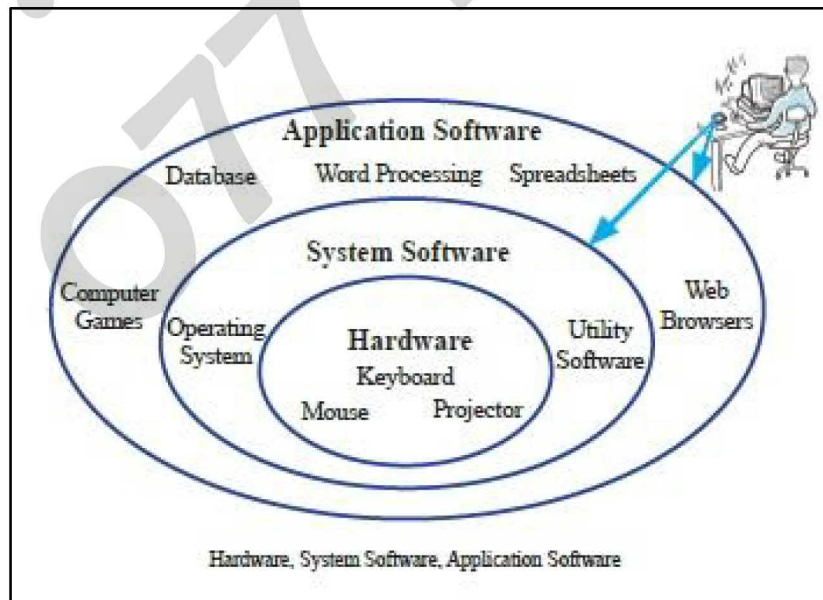 077
Application Software
Database Word Processing Spreadsheets
System Software
Computer
Games
Operating
System
Hardware
Keyboard
Mouse Projector
Utility
Software
Web
Browsers
Hardware, System Software, Application Software